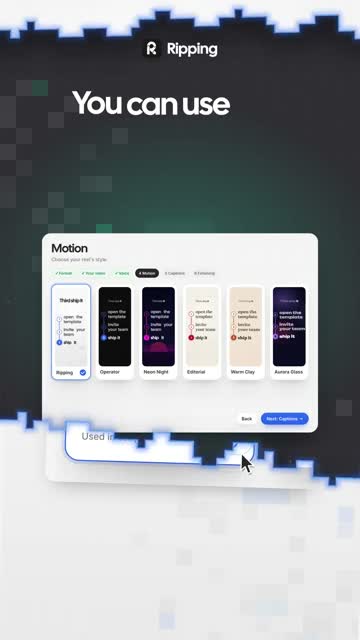 Ripping
You can use
Motion
Choose your reel's style.
✓ Format ✓ Your video ✓ Voice 4 Motion 5 Captions 6 Finishing
Third ship it
open the template
invite your team
ship it
Ripping
open the template
invite your team
ship it
Operator
open the template
invite your team
ship it
Neon Night
open the template
invite your team
ship it
Editorial
open the template
invite your team
ship it
Warm Clay
open the template
invite your team
ship it
Aurora Glass
Back
Next: Captions →
Used in